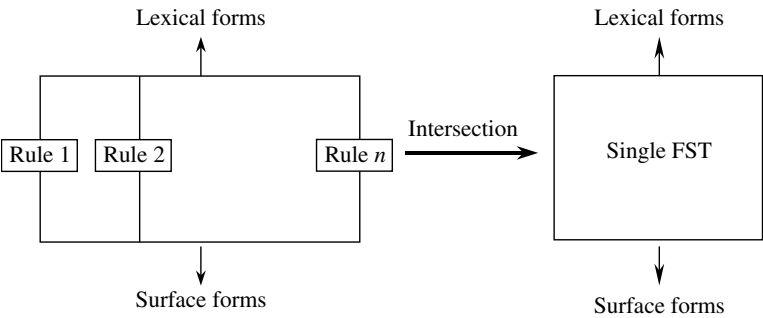 Lexical forms
Lexical forms
Intersection
Rule 1
Rule 2
Rule n
Single FST
Surface forms
Surface forms